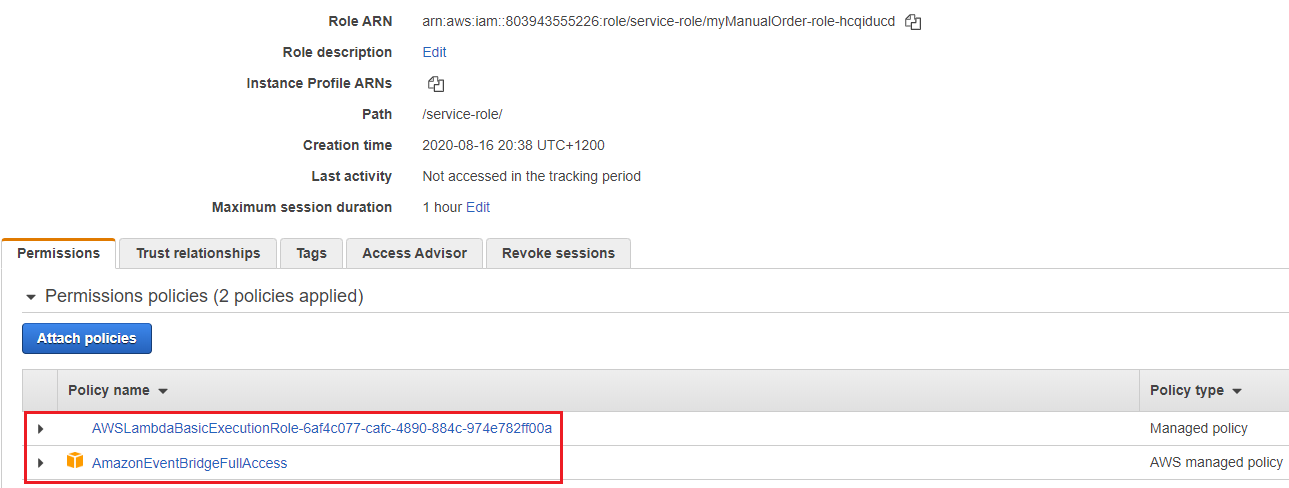 Role ARN arn:aws:iam::803943555226:role/service-role/myManualOrder-role-hcqiducd
Role description Edit
Instance Profile ARNs
Path /service-role/
Creation time 2020-08-16 20:38 UTC+1200
Last activity Not accessed in the tracking period
Maximum session duration 1 hour Edit
Permissions Trust relationships Tags Access Advisor Revoke sessions
Permissions policies (2 policies applied)
Attach policies
Policy name Policy type
AWSLambdaBasicExecutionRole-6af4c077-cafc-4890-884c-974e782ff00a Managed policy
AmazonEventBridgeFullAccess AWS managed policy